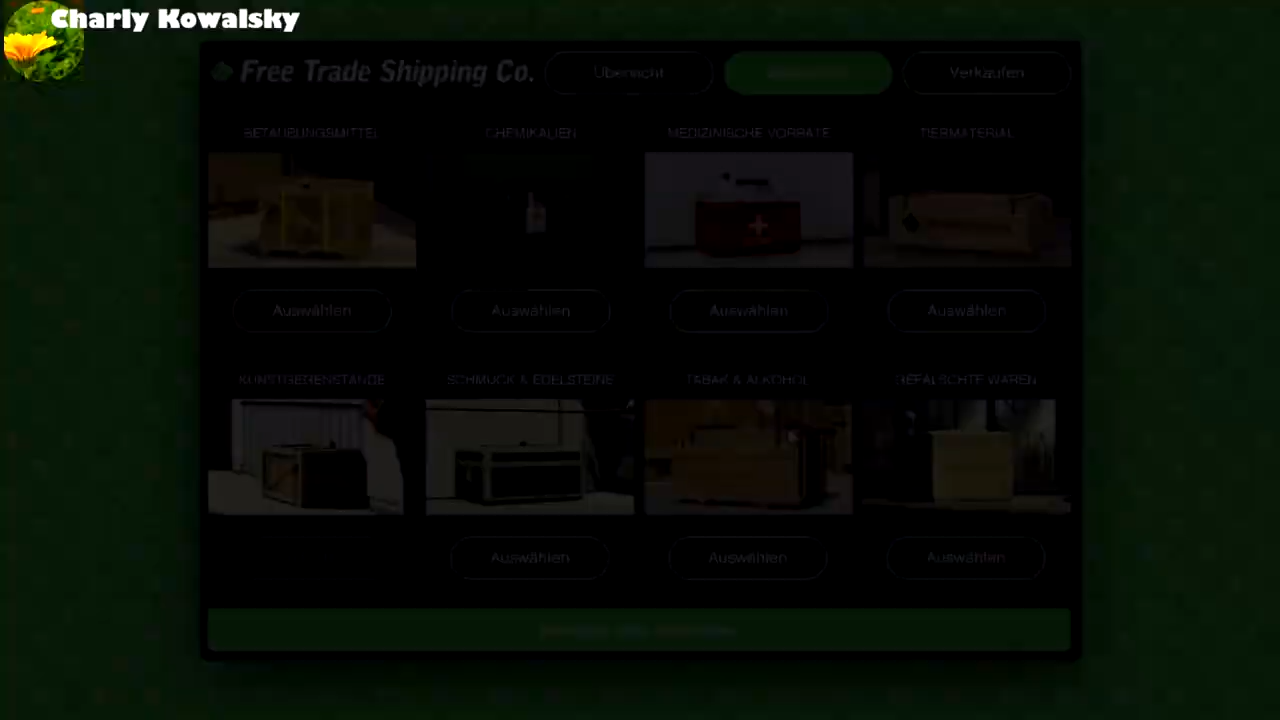 Charly Kowalsky
Free Trade Shipping Co.
Übersicht
Verkaufen
BETÄUBUNGSMITTEL
CHEMIKALIEN
MEDIZINISCHE VORRÄTE
TIERMATERIAL
Auswählen
Auswählen
Auswählen
Auswählen
KUNSTGEGENSTÄNDE
SCHMUCK & EDELSTEINE
TABAK & ALKOHOL
GEFÄLSCHTE WAREN
Auswählen
Auswählen
Auswählen